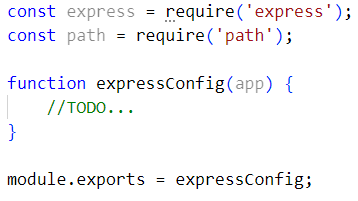 const express = require('express');
const path = require('path');
function expressConfig(app) {
    //TODO...
}
module.exports = expressConfig;